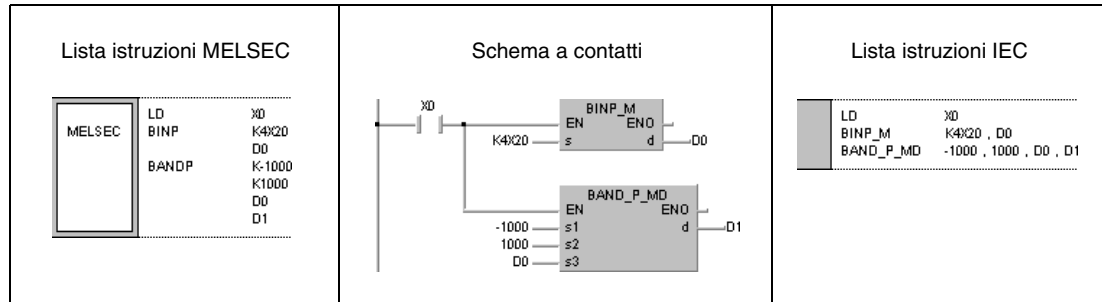 Lista istruzioni MELSEC
MELSEC
LD X0
BINP K4X20
D0
BANDP K-1000
K1000
D0
D1
Schema a contatti
X0
BINP_M
EN ENO
K4X20 s d D0
BAND_P_MD
EN ENO
-1000 s1 d D1
1000 s2
D0 s3
Lista istruzioni IEC
LD X0
BINP_M K4X20 , D0
BAND_P_MD -1000 , 1000 , D0 , D1